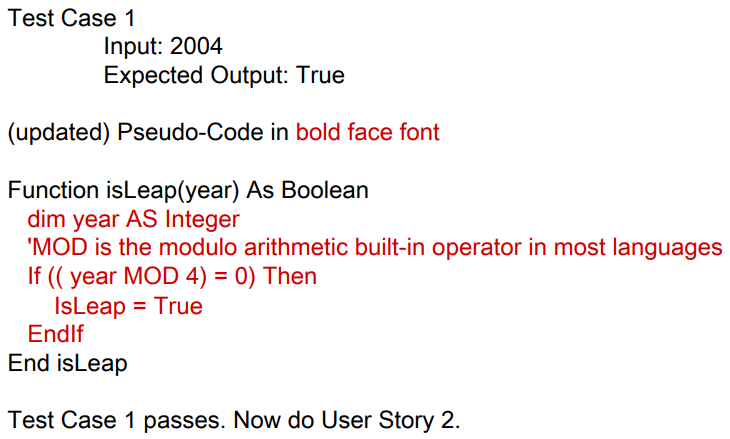 Test Case 1
Input: 2004
Expected Output: True
(updated) Pseudo-Code in bold face font
Function isLeap(year) As Boolean
dim year AS Integer
'MOD is the modulo arithmetic built-in operator in most languages
If (( year MOD 4) = 0) Then
IsLeap = True
EndIf
End isLeap
Test Case 1 passes. Now do User Story 2.